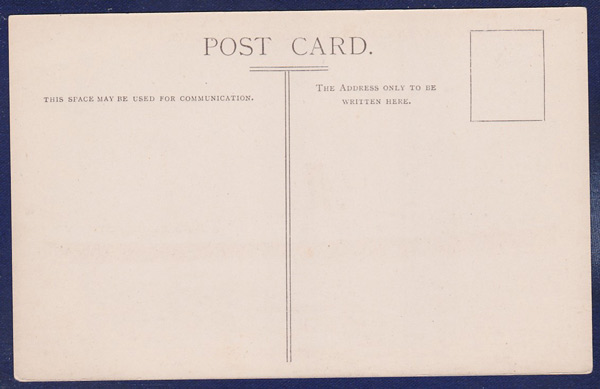 POST CARD.
THIS SPACE MAY BE USED FOR COMMUNICATION.
THE ADDRESS ONLY TO BE
WRITTEN HERE.